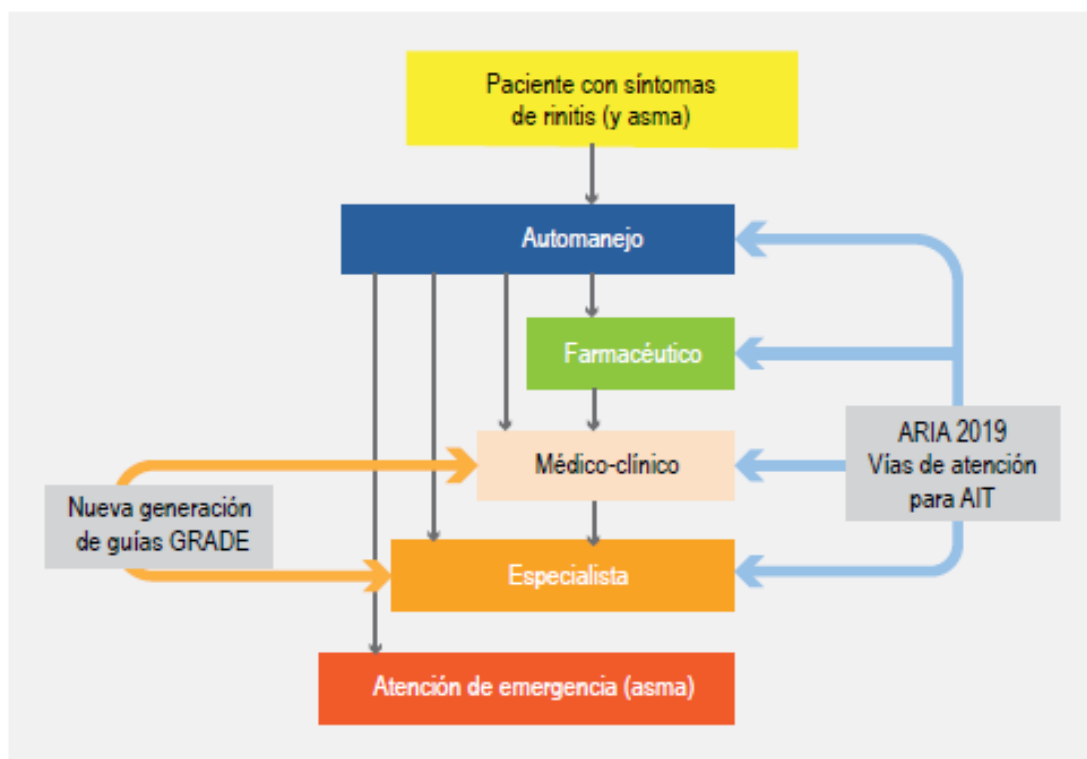 Paciente con síntomas
de rinitis (y asma)
Automanejo
Farmacéutico
Médico-clínico
Especialista
Atención de emergencia (asma)
Nueva generación
de guías GRADE
ARIA 2019
Vías de atención
para AIT